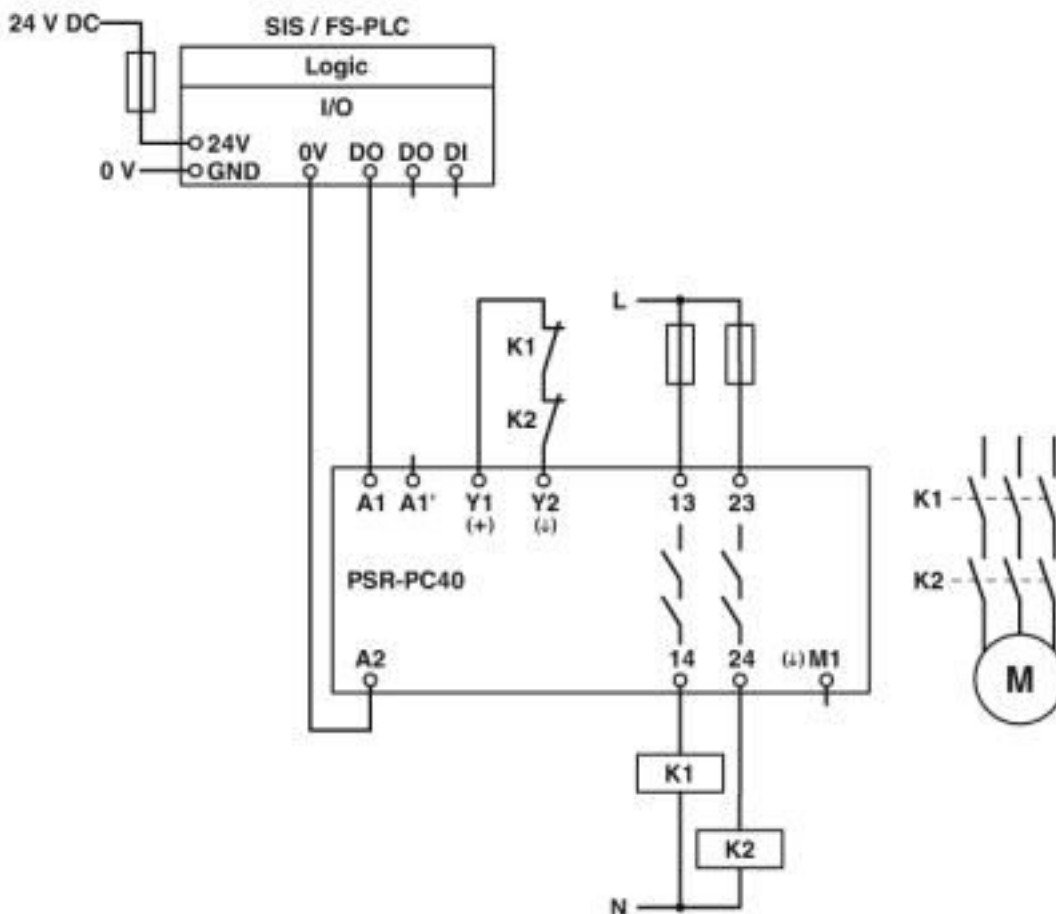 24 V DC
SIS / FS-PLC
Logic
I/O
24V
0V DO DO DI
0 V
GND
L
K1
K2
A1 A1' Y1 Y2 13 23
(+) (↓)
K1
PSR-PC40
K2
A2 14 24 (↓) M1
M
K1
K2
N